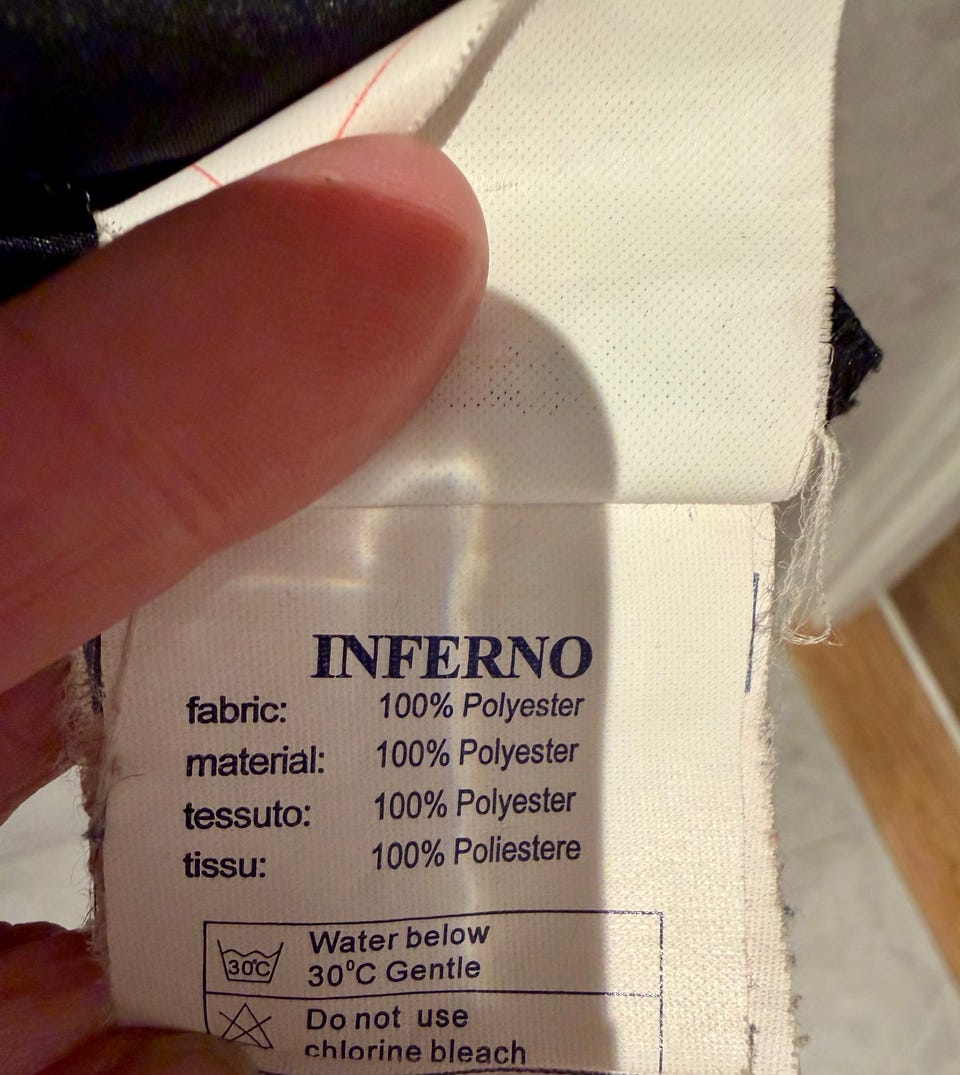 INFERNO
fabric: 100% Polyester
material: 100% Polyester
tessuto: 100% Polyester
tissu: 100% Poliestere
30°C Water below
30°C Gentle
Do not use
chlorine bleach